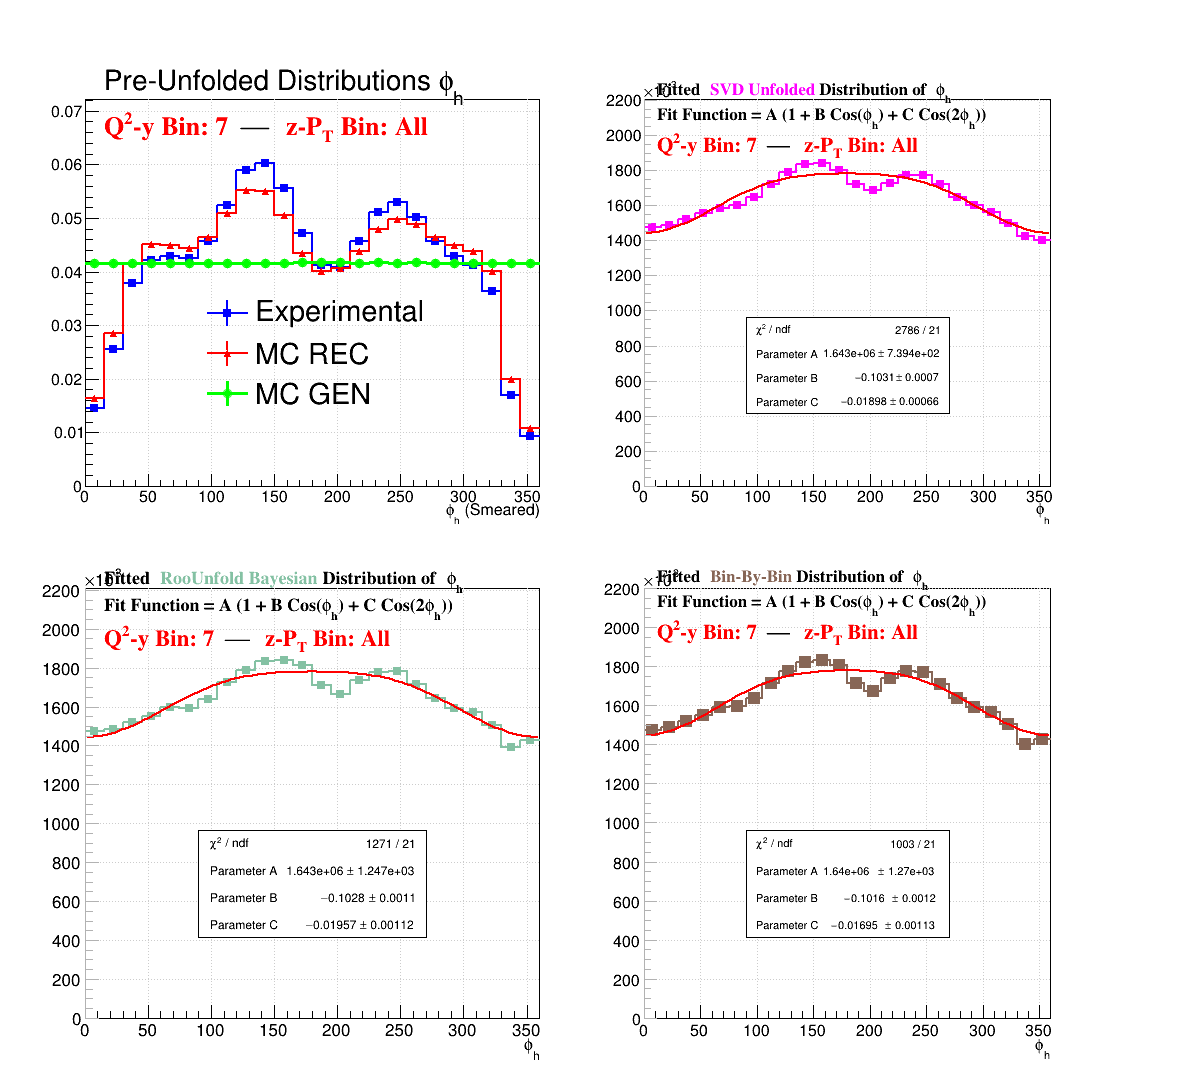 Pre-Unfolded Distributions ϕh
Q²-y Bin: 7 — z-PT Bin: All
0.07
0.06
0.05
0.04
0.03
0.02
0.01
0
Experimental
MC REC
MC GEN
0 50 100 150 200 250 300 350
ϕh (Smeared)
Fitted SVD Unfolded Distribution of ϕh
Fit Function = A (1 + B Cos(ϕh) + C Cos(2ϕh))
Q²-y Bin: 7 — z-PT Bin: All
2200
2000
1800
1600
1400
1200
1000
800
600
400
200
0
χ² / ndf 2786 / 21
Parameter A 1.643e+06 ± 7.394e+02
Parameter B −0.1031 ± 0.0007
Parameter C −0.01898 ± 0.00066
0 50 100 150 200 250 300 350
ϕh
Fitted RooUnfold Bayesian Distribution of ϕh
Fit Function = A (1 + B Cos(ϕh) + C Cos(2ϕh))
Q²-y Bin: 7 — z-PT Bin: All
2200
2000
1800
1600
1400
1200
1000
800
600
400
200
0
χ² / ndf 1271 / 21
Parameter A 1.643e+06 ± 1.247e+03
Parameter B −0.1028 ± 0.0011
Parameter C −0.01957 ± 0.00112
0 50 100 150 200 250 300 350
ϕh
Fitted Bin-By-Bin Distribution of ϕh
Fit Function = A (1 + B Cos(ϕh) + C Cos(2ϕh))
Q²-y Bin: 7 — z-PT Bin: All
2200
2000
1800
1600
1400
1200
1000
800
600
400
200
0
χ² / ndf 1003 / 21
Parameter A 1.64e+06 ± 1.27e+03
Parameter B −0.1016 ± 0.0012
Parameter C −0.01695 ± 0.00113
0 50 100 150 200 250 300 350
ϕh